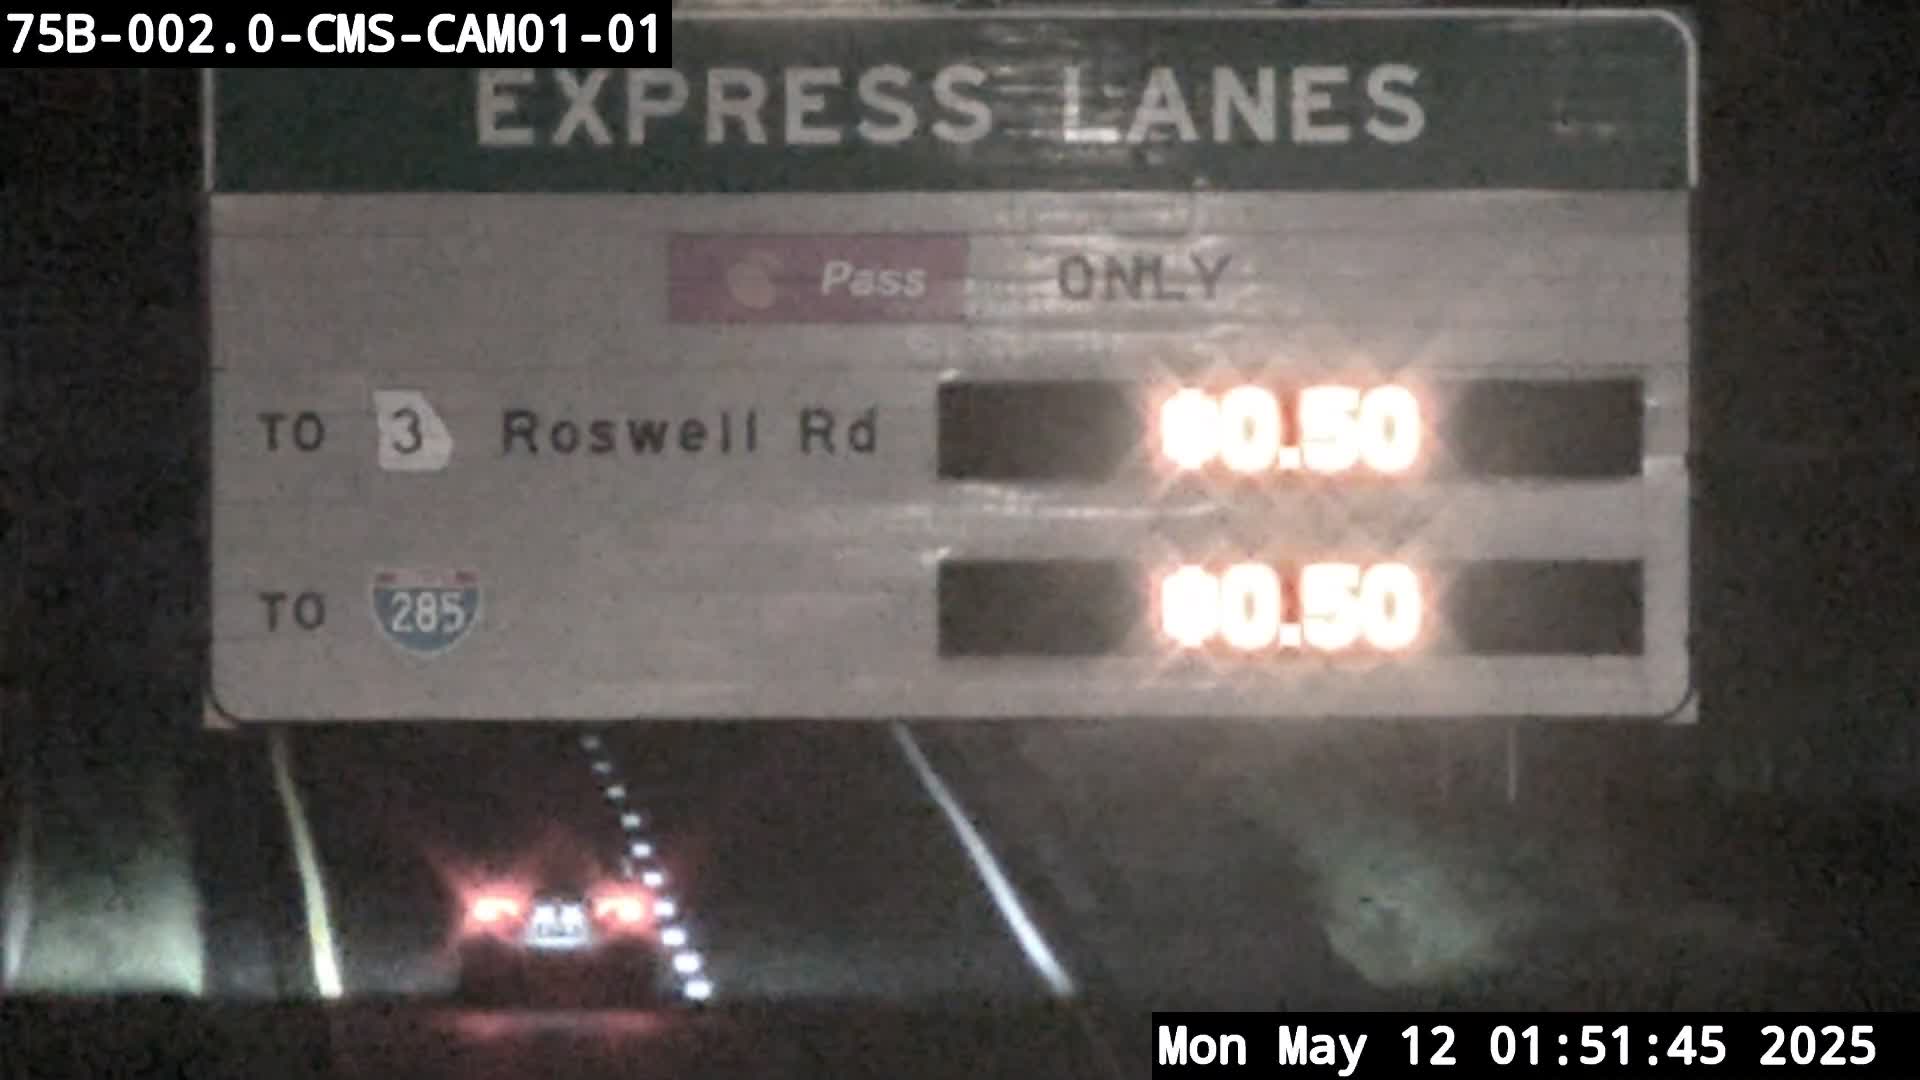 75B-002.0-CMS-CAM01-01
EXPRESS LANES
Pass ONLY
TO 3 Roswell Rd $0.50
TO 285 $0.50
Mon May 12 01:51:45 2025